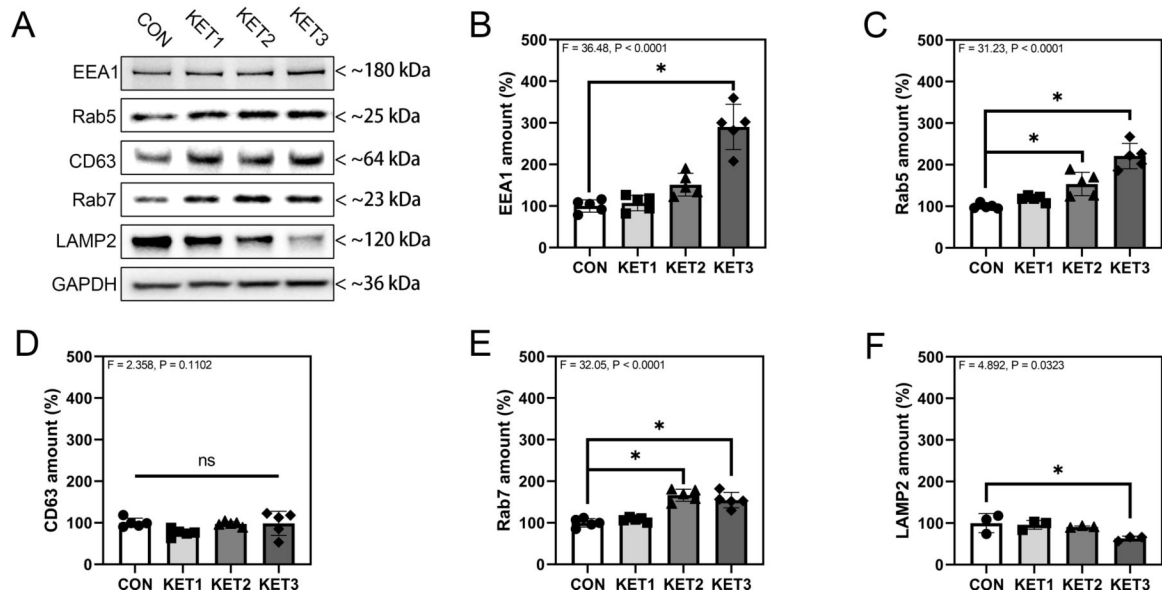 A
CON KET1 KET2 KET3
EEA1 < ~180 kDa
Rab5 < ~25 kDa
CD63 < ~64 kDa
Rab7 < ~23 kDa
LAMP2 < ~120 kDa
GAPDH < ~36 kDa
B
F = 36.48, P < 0.0001
EEA1 amount (%)
500
400
300
200
100
0
*
CON KET1 KET2 KET3
C
F = 31.23, P < 0.0001
Rab5 amount (%)
500
400
300
200
100
0
*
*
CON KET1 KET2 KET3
D
F = 2.358, P = 0.1102
CD63 amount (%)
500
400
300
200
100
0
ns
CON KET1 KET2 KET3
E
F = 32.05, P < 0.0001
Rab7 amount (%)
500
400
300
200
100
0
*
*
CON KET1 KET2 KET3
F
F = 4.892, P = 0.0323
LAMP2 amount (%)
500
400
300
200
100
0
*
CON KET1 KET2 KET3